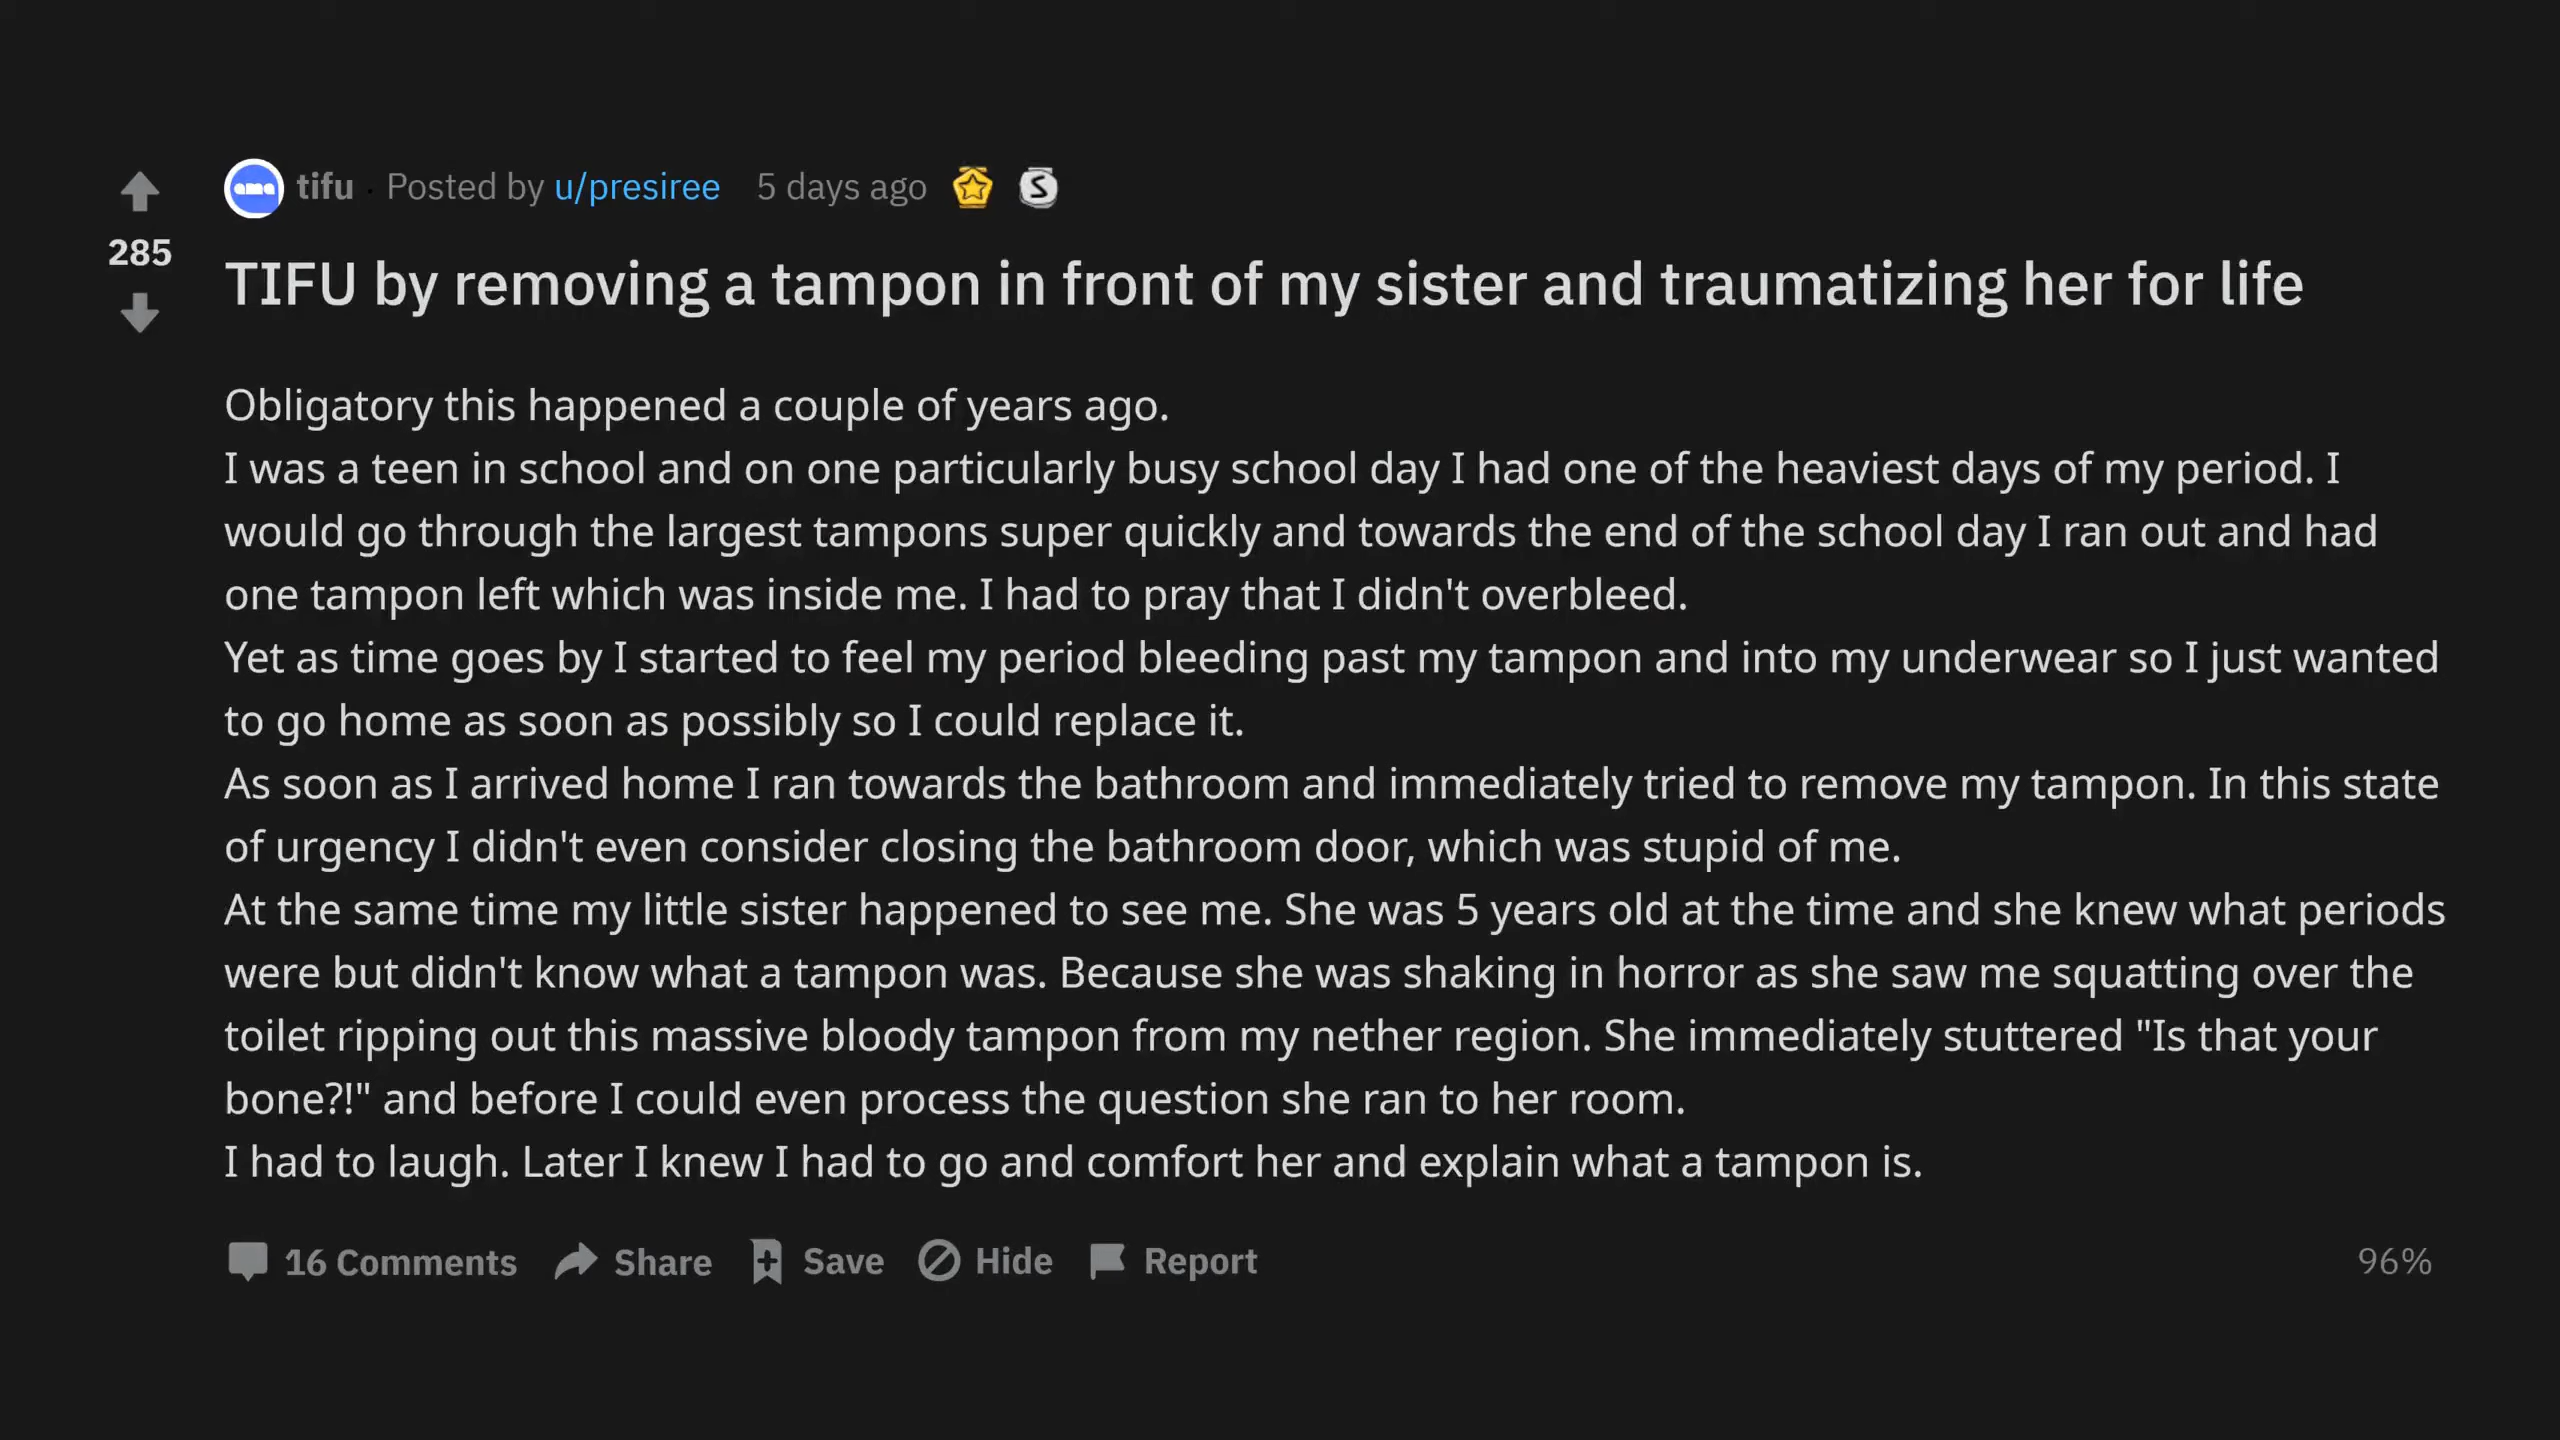 ama tifu · Posted by u/presiree 5 days ago S
285
TIFU by removing a tampon in front of my sister and traumatizing her for life
Obligatory this happened a couple of years ago.
I was a teen in school and on one particularly busy school day I had one of the heaviest days of my period. I
would go through the largest tampons super quickly and towards the end of the school day I ran out and had
one tampon left which was inside me. I had to pray that I didn't overbleed.
Yet as time goes by I started to feel my period bleeding past my tampon and into my underwear so I just wanted
to go home as soon as possibly so I could replace it.
As soon as I arrived home I ran towards the bathroom and immediately tried to remove my tampon. In this state
of urgency I didn't even consider closing the bathroom door, which was stupid of me.
At the same time my little sister happened to see me. She was 5 years old at the time and she knew what periods
were but didn't know what a tampon was. Because she was shaking in horror as she saw me squatting over the
toilet ripping out this massive bloody tampon from my nether region. She immediately stuttered "Is that your
bone?!" and before I could even process the question she ran to her room.
I had to laugh. Later I knew I had to go and comfort her and explain what a tampon is.
16 Comments Share Save Hide Report 96%